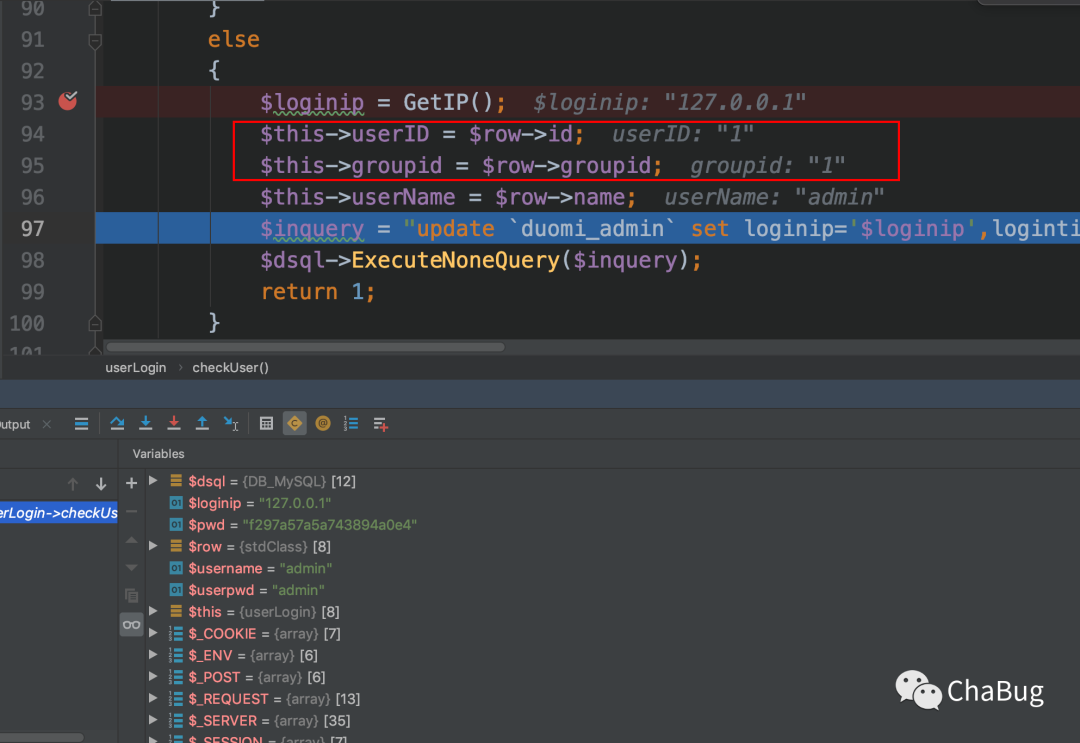 90 }
91 else
92 {
93 $loginip = GetIP(); $loginip: "127.0.0.1"
94 $this->userID = $row->id; userID: "1"
95 $this->groupid = $row->groupid; groupid: "1"
96 $this->userName = $row->name; userName: "admin"
97 $inquery = "update `duomi_admin` set loginip='$loginip',loginti
98 $dsql->ExecuteNoneQuery($inquery);
99 return 1;
100 }
101
userLogin › checkUser()
utput
Variables
$dsql = {DB_MySQL} [12]
$loginip = "127.0.0.1"
erLogin->checkUs
$pwd = "f297a57a5a743894a0e4"
$row = {stdClass} [8]
$username = "admin"
$userpwd = "admin"
$this = {userLogin} [8]
$_COOKIE = {array} [7]
$_ENV = {array} [6]
$_POST = {array} [6]
$_REQUEST = {array} [13]
$_SERVER = {array} [35]
$_SESSION = {array} [7]
ChaBug